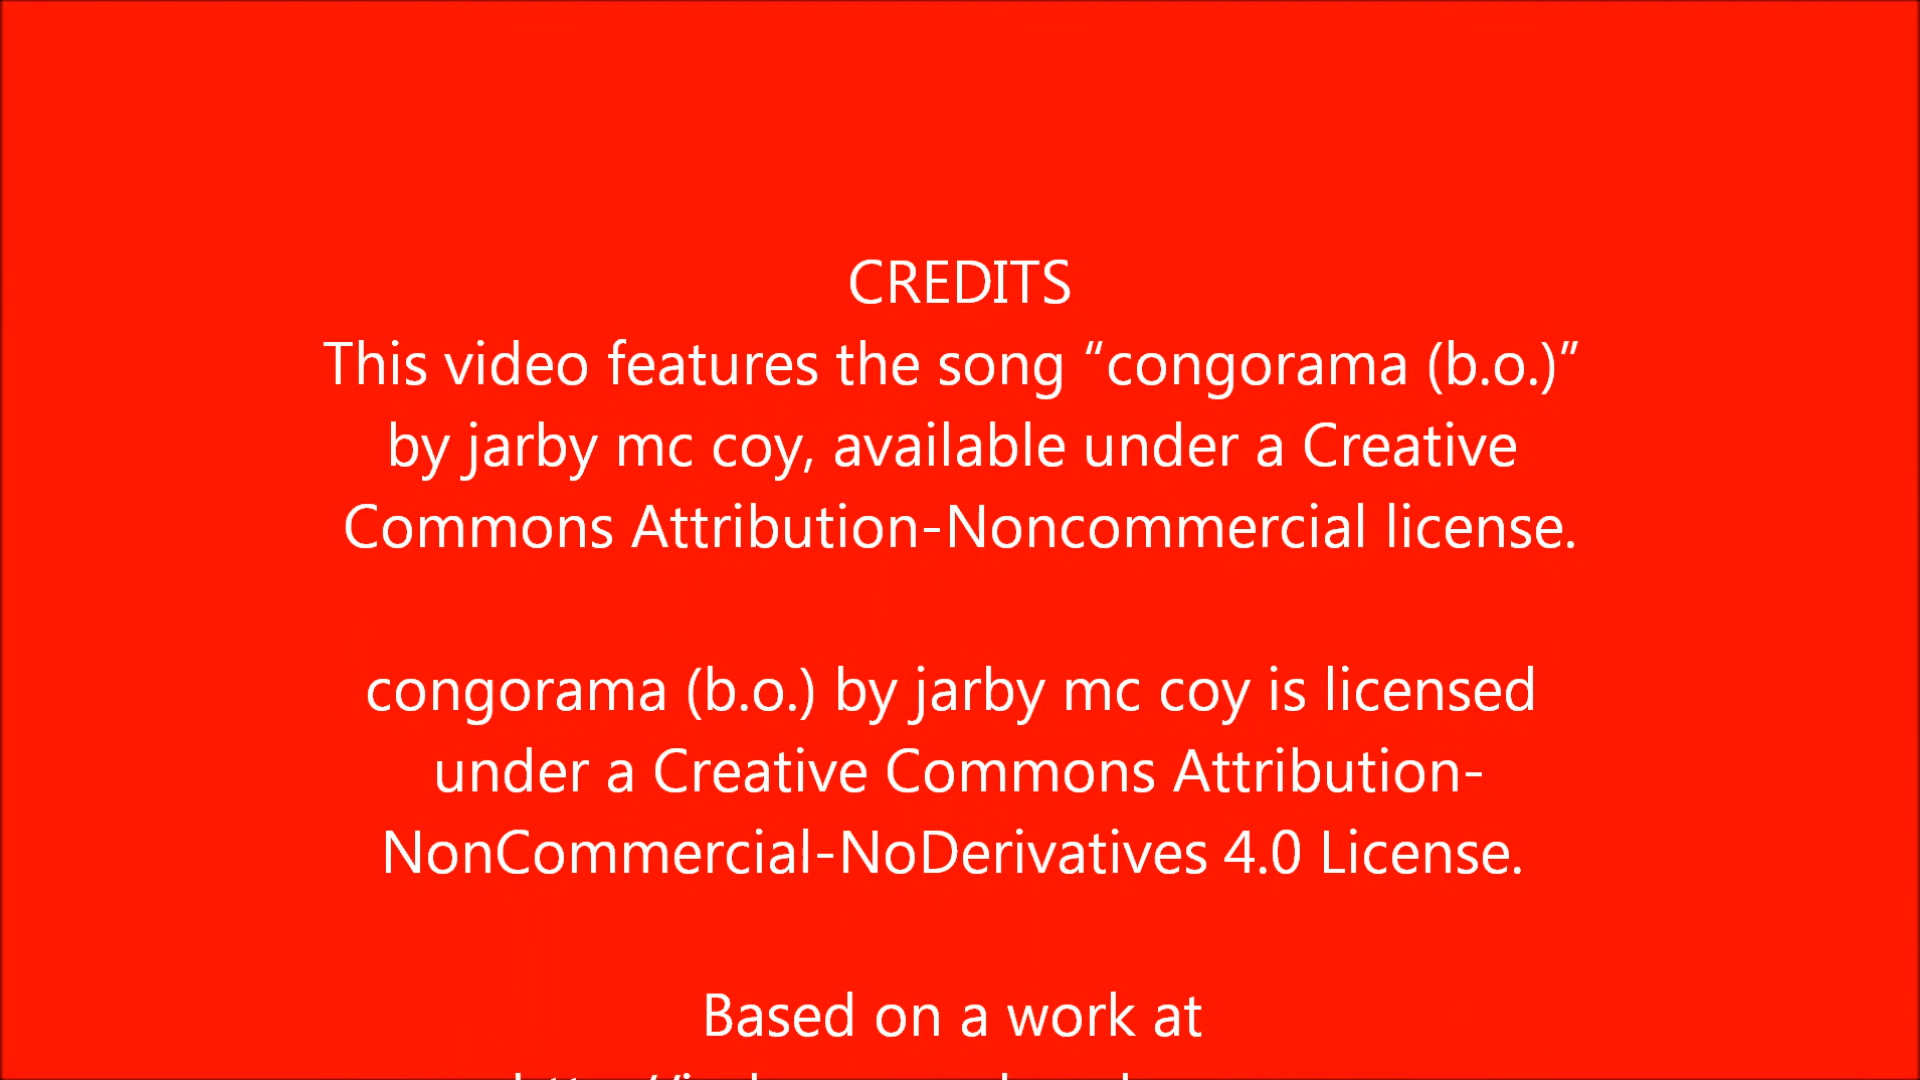 CREDITS
This video features the song “congorama (b.o.)”
by jarby mc coy, available under a Creative
Commons Attribution-Noncommercial license.
congorama (b.o.) by jarby mc coy is licensed
under a Creative Commons Attribution-
NonCommercial-NoDerivatives 4.0 License.
Based on a work at